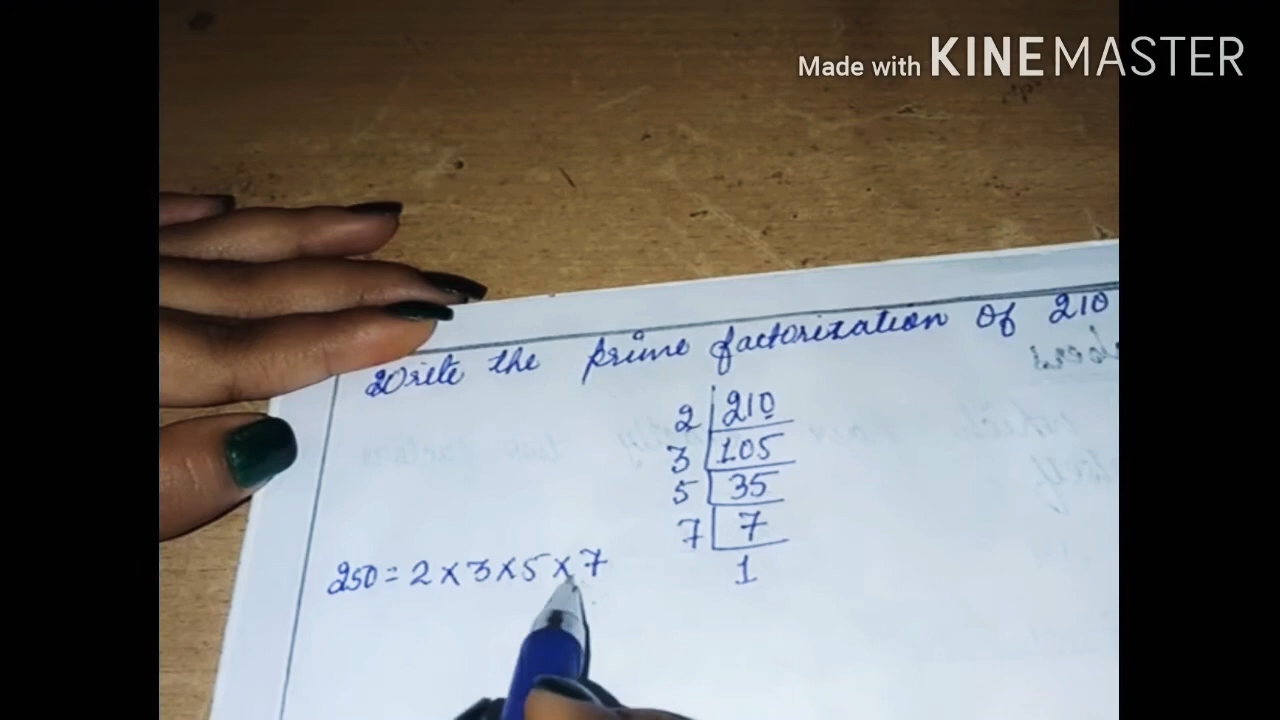 Made with KINEMASTER
Write the prime factorization of 210
2 210
3 105
5 35
7 7
1
250 = 2 × 3 × 5 × 7